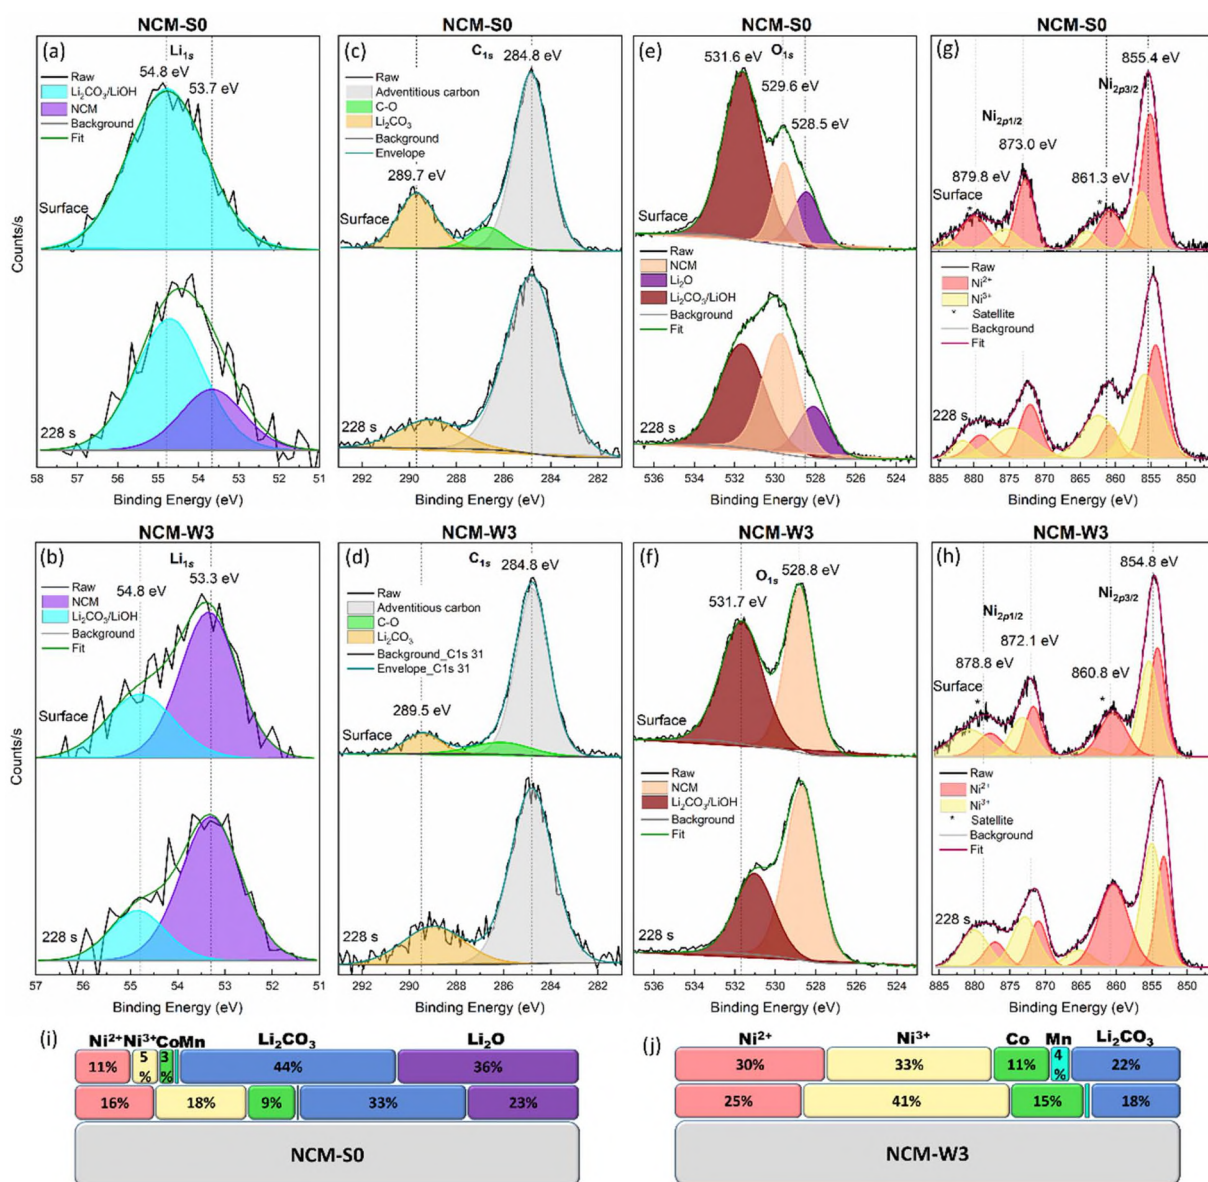 NCM-S0
NCM-S0
NCM-S0
NCM-S0
(a)
Li1s
54.8 eV
53.7 eV
Raw
Li2CO3/LiOH
NCM
Background
Fit
Surface
228 s
58 57 56 55 54 53 52 51
Binding Energy (eV)
Counts/s
(c)
C1s
284.8 eV
Raw
Adventitious carbon
C-O
Li2CO3
Background
Envelope
289.7 eV
Surface
228 s
290 288 286 284 282
Binding Energy (eV)
(e)
O1s
531.6 eV
529.6 eV
528.5 eV
Surface
Raw
NCM
Li2O
Li2CO3/LiOH
Background
Fit
228 s
536 534 532 530 528 526 524
Binding Energy (eV)
(g)
855.4 eV
Ni2p3/2
Ni2p1/2
873.0 eV
879.8 eV
861.3 eV
Surface
*
*
Raw
Ni2+
Ni3+
* Satellite
Background
Fit
228 s
885 880 875 870 865 860 855 850
Binding Energy (eV)
NCM-W3
NCM-W3
NCM-W3
NCM-W3
(b)
Li1s
54.8 eV
53.3 eV
Raw
NCM
Li2CO3/LiOH
Background
Fit
Surface
228 s
57 56 55 54 53 52 51
Binding Energy (eV)
Counts/s
(d)
C1s
284.8 eV
Raw
Adventitious carbon
C-O
Li2CO3
Background_C1s 31
Envelope_C1s 31
289.5 eV
Surface
228 s
292 290 288 286 284 282
Binding Energy (eV)
(f)
O1s
528.8 eV
531.7 eV
Surface
Raw
NCM
Li2CO3/LiOH
Background
Fit
228 s
536 534 532 530 528 526 524
Binding Energy (eV)
(h)
854.8 eV
Ni2p3/2
Ni2p1/2
872.1 eV
878.8 eV
860.8 eV
Surface
*
*
Raw
Ni2+
Ni3+
* Satellite
Background
Fit
228 s
885 880 875 870 865 860 855 850
Binding Energy (eV)
(i)
Ni2+ Ni3+ Co Mn Li2CO3 Li2O
11% 5% 3% 44% 36%
16% 18% 9% 33% 23%
NCM-S0
(j)
Ni2+ Ni3+ Co Mn Li2CO3
30% 33% 11% 4% 22%
25% 41% 15% 18%
NCM-W3